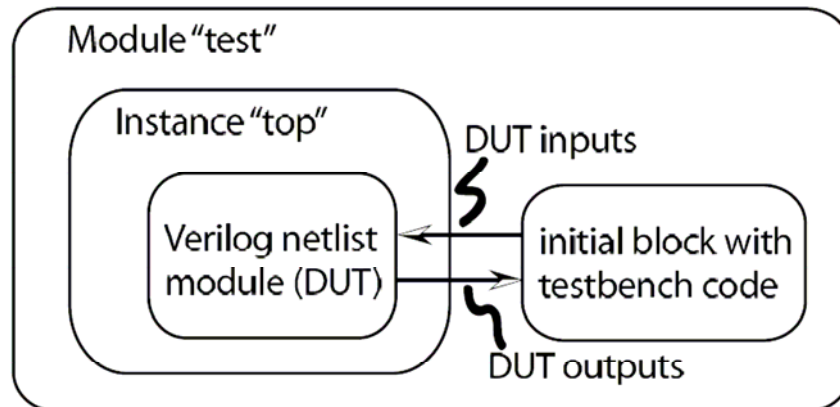 Module "test"
Instance "top"
DUT inputs
Verilog netlist
module (DUT)
initial block with
testbench code
DUT outputs